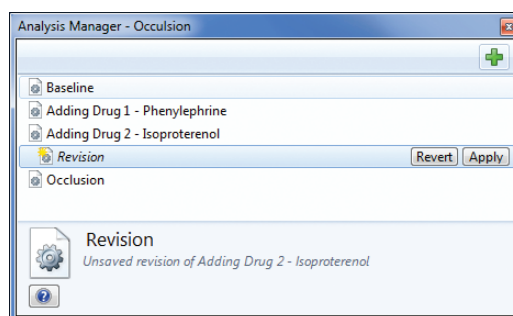 Analysis Manager - Occulsion
Baseline
Adding Drug 1 - Phenylephrine
Adding Drug 2 - Isoproterenol
Revision Revert Apply
Occlusion
Revision
Unsaved revision of Adding Drug 2 - Isoproterenol